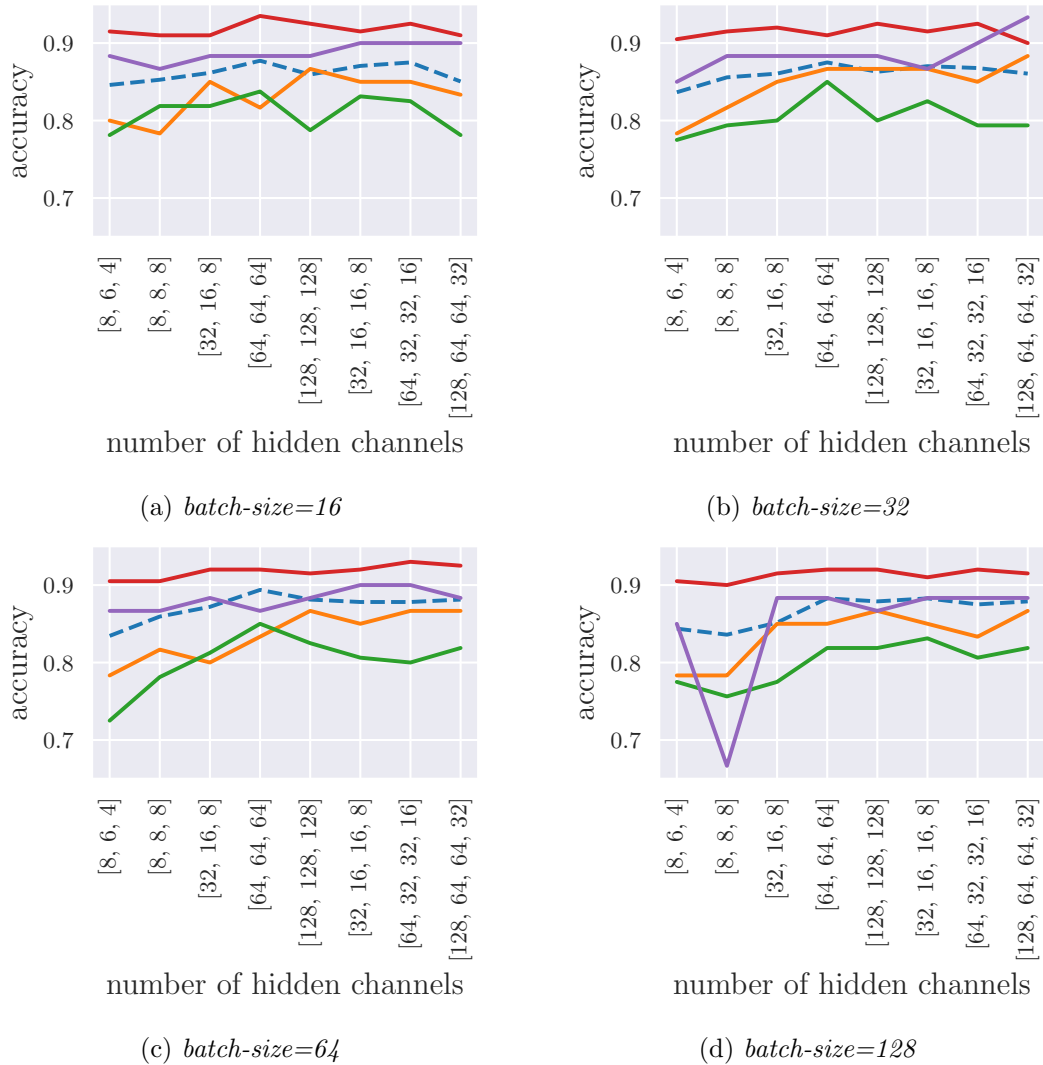 accuracy
0.9
0.8
0.7
[8, 6, 4]
[8, 8, 8]
[32, 16, 8]
[64, 64, 64]
[128, 128, 128]
[32, 16, 16, 8]
[64, 32, 32, 16]
[128, 64, 64, 32]
number of hidden channels
(a) batch-size=16
accuracy
0.9
0.8
0.7
[8, 6, 4]
[8, 8, 8]
[32, 16, 8]
[64, 64, 64]
[128, 128, 128]
[32, 16, 16, 8]
[64, 32, 32, 16]
[128, 64, 64, 32]
number of hidden channels
(b) batch-size=32
accuracy
0.9
0.8
0.7
[8, 6, 4]
[8, 8, 8]
[32, 16, 8]
[64, 64, 64]
[128, 128, 128]
[32, 16, 16, 8]
[64, 32, 32, 16]
[128, 64, 64, 32]
number of hidden channels
(c) batch-size=64
accuracy
0.9
0.8
0.7
[8, 6, 4]
[8, 8, 8]
[32, 16, 8]
[64, 64, 64]
[128, 128, 128]
[32, 16, 16, 8]
[64, 32, 32, 16]
[128, 64, 64, 32]
number of hidden channels
(d) batch-size=128